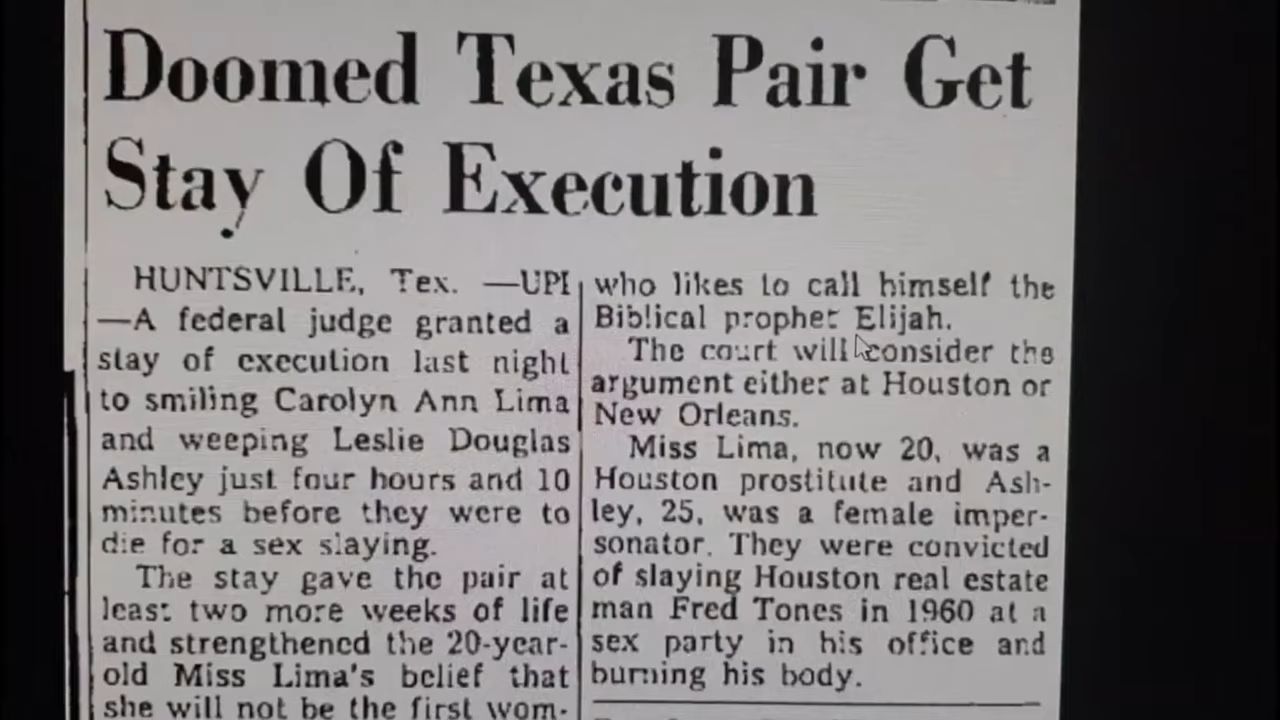 Doomed Texas Pair Get
Stay Of Execution
HUNTSVILLE, Tex. —UPI
—A federal judge granted a
stay of execution last night
to smiling Carolyn Ann Lima
and weeping Leslie Douglas
Ashley just four hours and 10
minutes before they were to
die for a sex slaying.
The stay gave the pair at
least two more weeks of life
and strengthened the 20-year-
old Miss Lima's belief that
she will not be the first wom-
who likes to call himself the
Biblical prophet Elijah.
The court will consider the
argument either at Houston or
New Orleans.
Miss Lima, now 20, was a
Houston prostitute and Ash-
ley, 25, was a female imper-
sonator. They were convicted
of slaying Houston real estate
man Fred Tones in 1960 at a
sex party in his office and
burning his body.